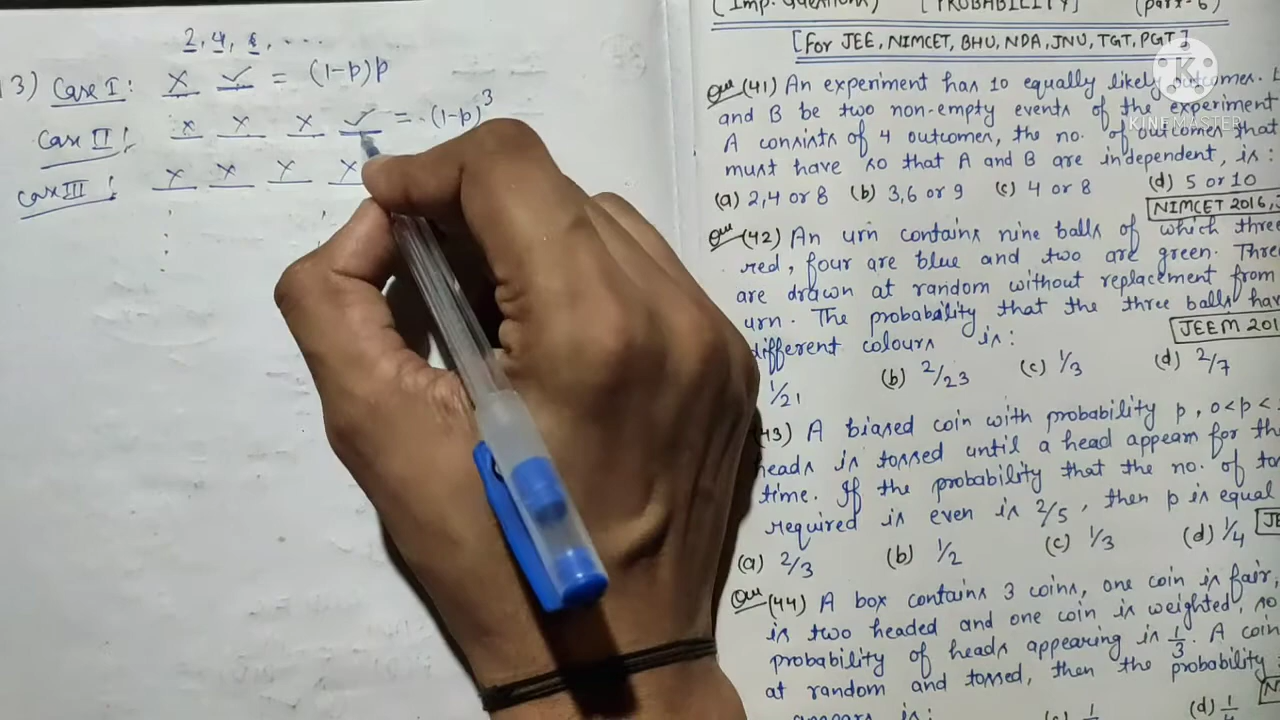 2, 4, 6, ....
3) Case I: × ✓ = (1-p)p
Case II: × × × ✓ = (1-p)³
Case III: × × × ×
(Imp. Questions) [PROBABILITY] (part-6)
[For JEE, NIMCET, BHU, NDA, JNU, TGT, PGT]
KINEMASTER
Que (41) An experiment has 10 equally likely outcomes.
and B be two non-empty events of the experiment
A consists of 4 outcomes, the no. of outcomes that
must have so that A and B are independent, is:
(a) 2,4 or 8 (b) 3,6 or 9 (c) 4 or 8 (d) 5 or 10
NIMCET 2016,
Que (42) An urn contains nine balls of which three
red, four are blue and two are green. Three
are drawn at random without replacement from
urn. The probability that the three balls have
different colours is:
JEEM 201
1/21 (b) 2/23 (c) 1/3 (d) 2/7
43) A biased coin with probability p, 0<p<
heads is tossed until a head appears for the
time. If the probability that the no. of
required is even is 2/5, then p is equal
(a) 2/3 (b) 1/2 (c) 1/3 (d) 1/4
Que (44) A box contains 3 coins, one coin is fair,
is two headed and one coin is weighted, so
probability of heads appearing is 1/3. A coin
at random and tossed, then the probability
appears is:
(d) 1/4